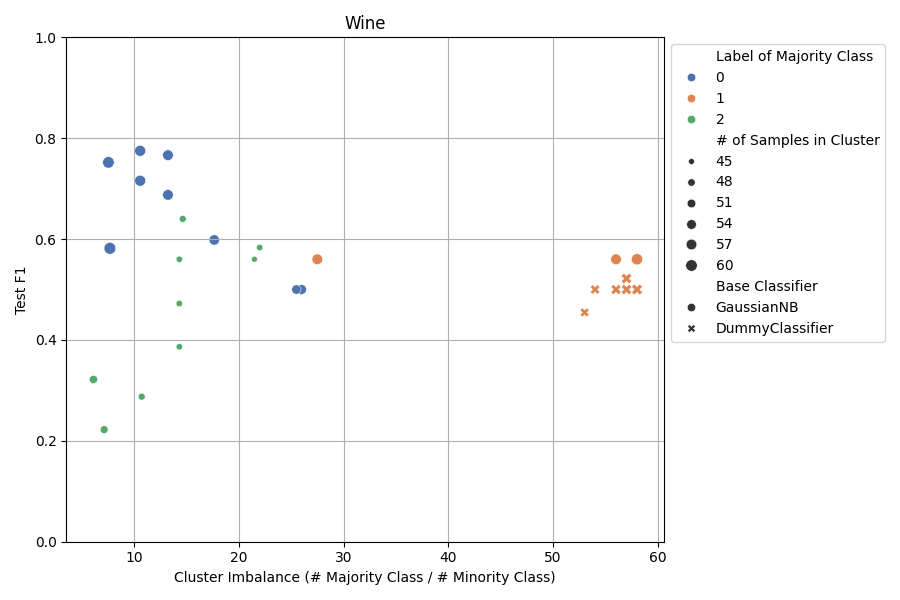 Wine
1.0
0.8
0.6
0.4
0.2
0.0
Test F1
10
20
30
40
50
60
Cluster Imbalance (# Majority Class / # Minority Class)
Label of Majority Class
0
1
2
# of Samples in Cluster
45
48
51
54
57
60
Base Classifier
GaussianNB
DummyClassifier